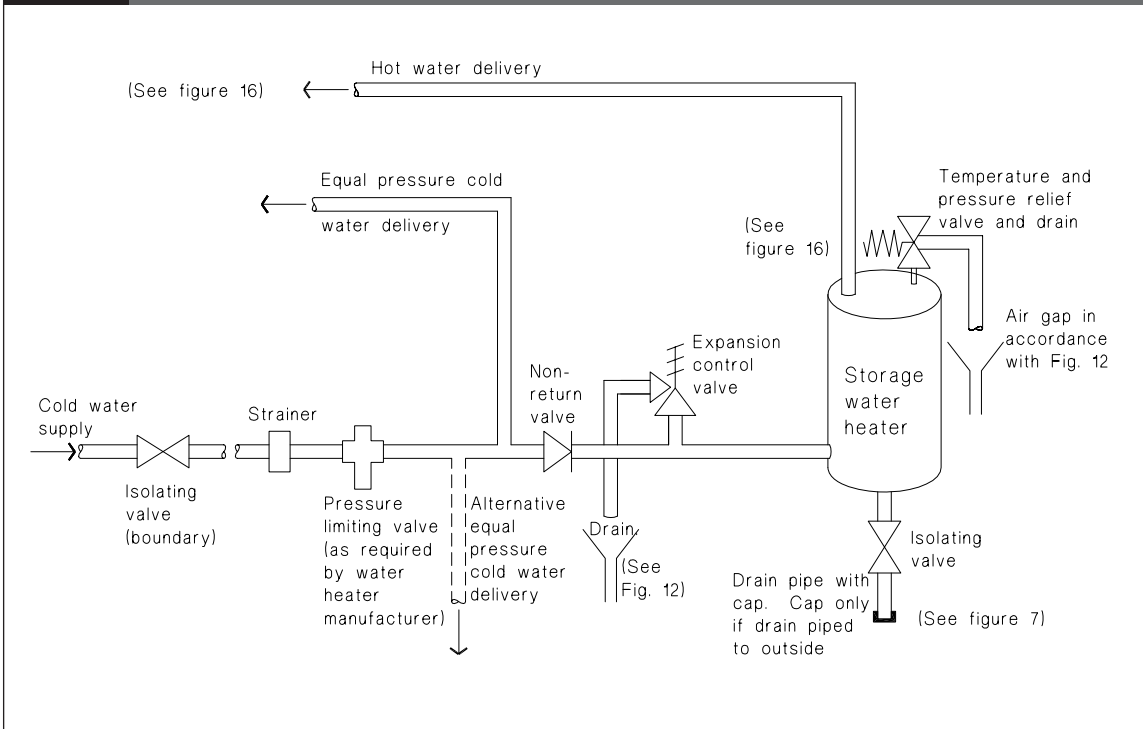 Hot water delivery
(See figure 16)
Equal pressure cold
water delivery
Temperature and
pressure relief
valve and drain
(See
figure 16)
Air gap in
accordance
with Fig. 12
Expansion
control
valve
Non-
return
valve
Storage
water
heater
Cold water
supply
Strainer
Isolating
valve
(boundary)
Pressure
limiting valve
(as required
by water
heater
manufacturer)
Alternative
equal
pressure
cold water
delivery
Drain
(See
Fig. 12)
Isolating
valve
Drain pipe with
cap. Cap only
if drain piped
to outside
(See figure 7)